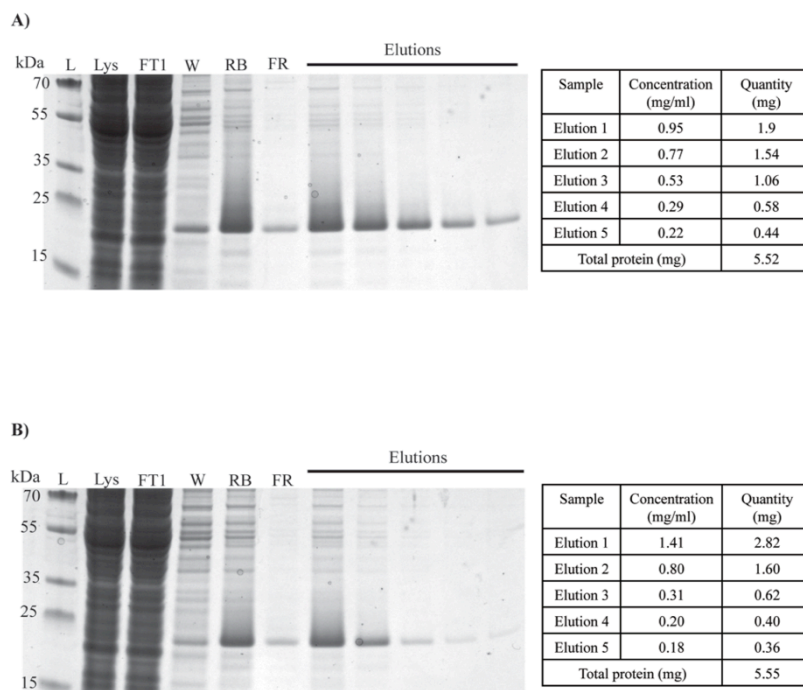 A)
Elutions
kDa L Lys FT1 W RB FR
70
55
35
25
15
Sample Concentration (mg/ml) Quantity (mg)
Elution 1 0.95 1.9
Elution 2 0.77 1.54
Elution 3 0.53 1.06
Elution 4 0.29 0.58
Elution 5 0.22 0.44
Total protein (mg) 5.52
B)
Elutions
kDa L Lys FT1 W RB FR
70
55
35
25
15
Sample Concentration (mg/ml) Quantity (mg)
Elution 1 1.41 2.82
Elution 2 0.80 1.60
Elution 3 0.31 0.62
Elution 4 0.20 0.40
Elution 5 0.18 0.36
Total protein (mg) 5.55